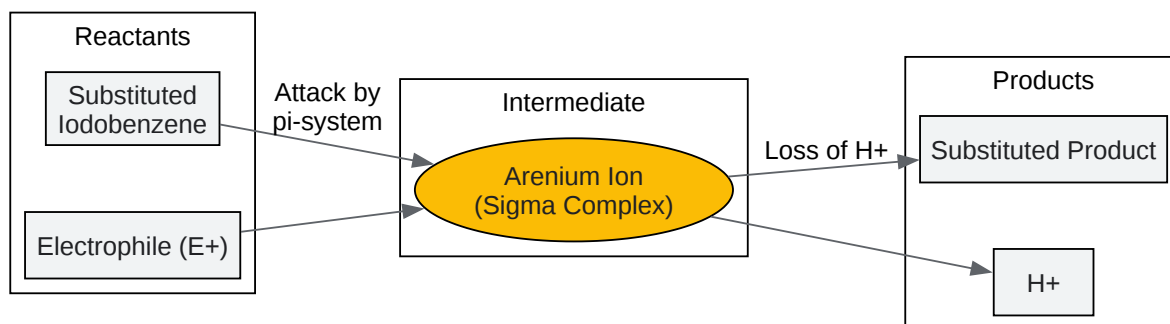 Reactants
Substituted
Iodobenzene
Electrophile (E+)
Attack by
pi-system
Intermediate
Arenium Ion
(Sigma Complex)
Loss of H+
Products
Substituted Product
H+